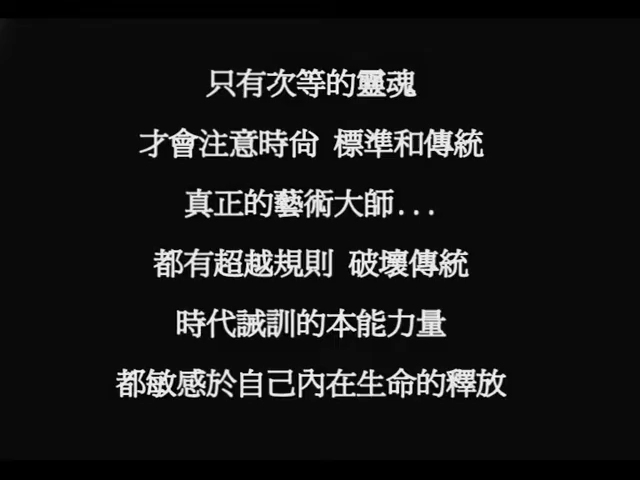 只有次等的靈魂
才會注意時尚 標準和傳統
真正的藝術大師...
都有超越規則 破壞傳統
時代誡訓的本能力量
都敏感於自己內在生命的釋放